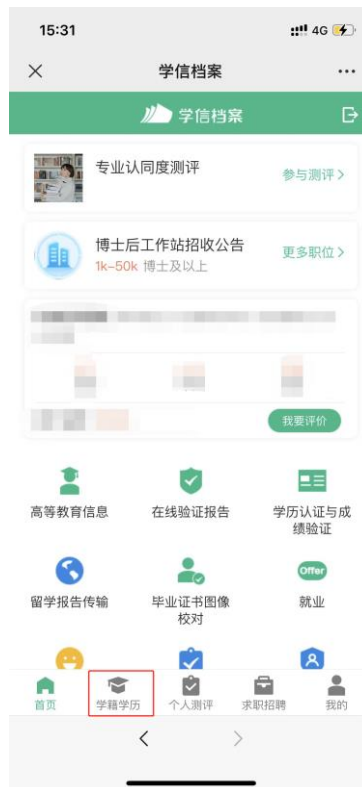 15:31
4G
学信档案
学信档案
专业认同度测评
参与测评 >
博士后工作站招收公告
更多职位 >
1k–50k 博士及以上
我要评价
高等教育信息
在线验证报告
学历认证与成
绩验证
留学报告传输
毕业证书图像
校对
Offer
就业
首页
学籍学历
个人测评
求职招聘
我的